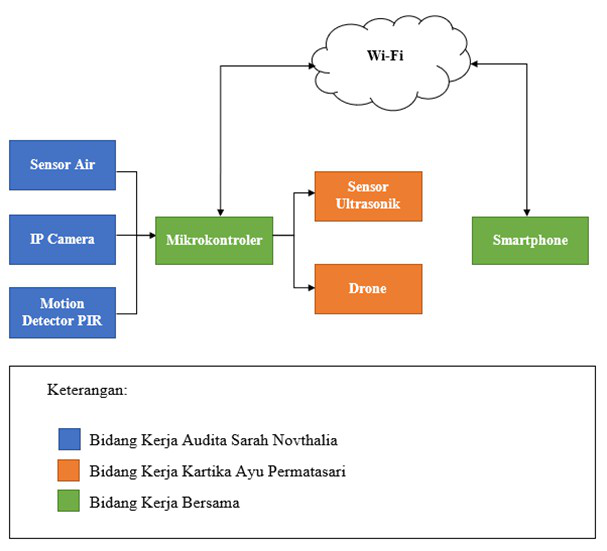 Wi-Fi
Sensor Air
IP Camera
Motion
Detector PIR
Mikrokontroler
Sensor
Ultrasonik
Drone
Smartphone
Keterangan:
Bidang Kerja Audita Sarah Novthalia
Bidang Kerja Kartika Ayu Permatasari
Bidang Kerja Bersama